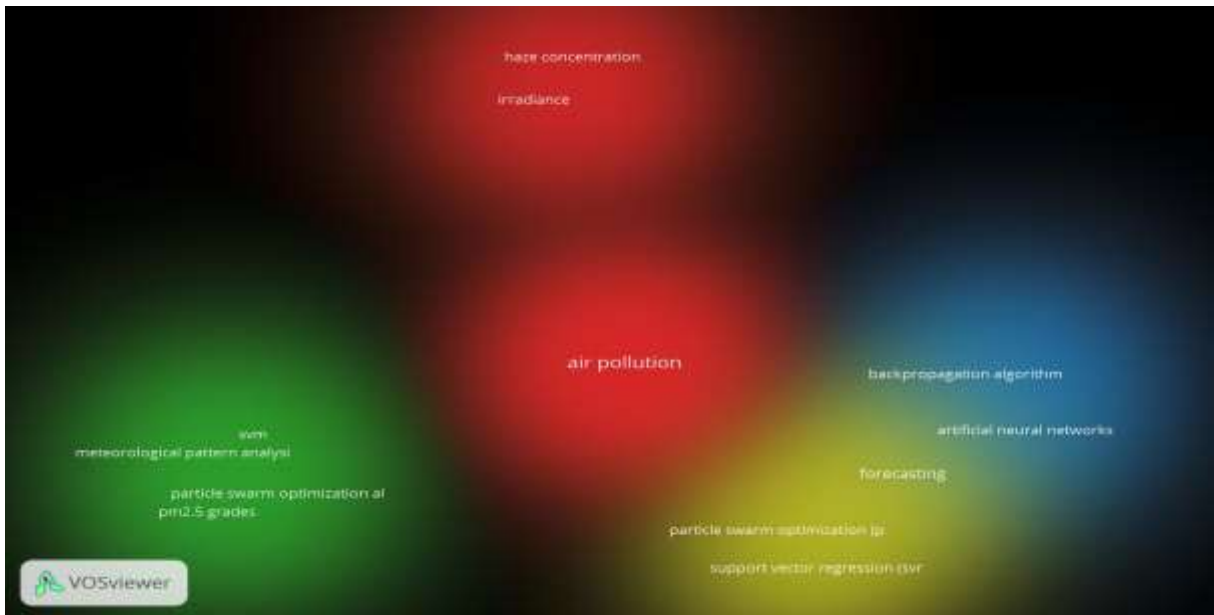 haze concentration
irradiance
air pollution
backpropagation algorithm
artificial neural networks
svm
meteorological pattern analysi
forecasting
particle swarm optimization al
pm2.5 grades
particle swarm optimization (p
support vector regression (svr
VOSviewer